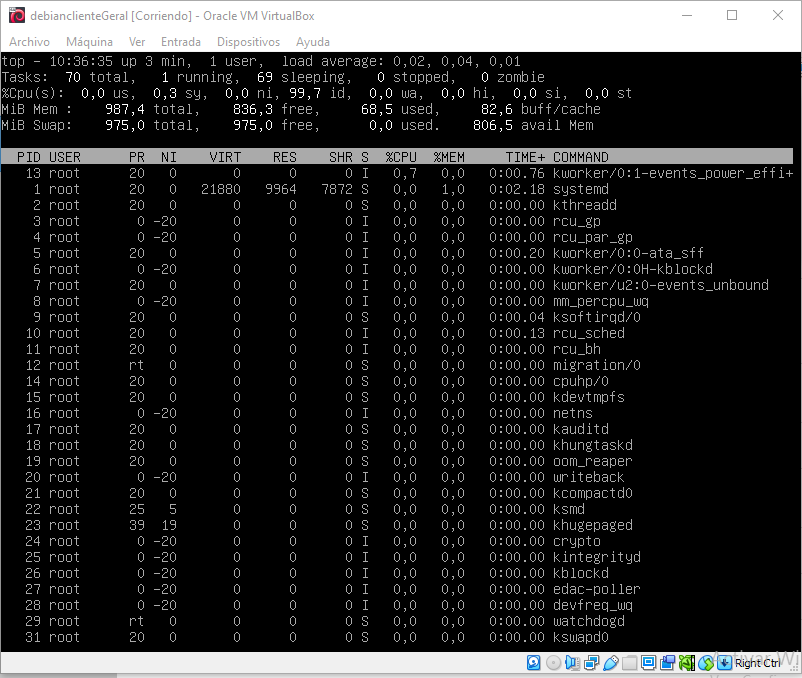 debianclienteGeral [Corriendo] - Oracle VM VirtualBox
Archivo Máquina Ver Entrada Dispositivos Ayuda
top - 10:36:35 up 3 min,  1 user,  load average: 0,02, 0,04, 0,01
Tasks:  70 total,   1 running,  69 sleeping,   0 stopped,   0 zombie
%Cpu(s):  0,0 us,  0,3 sy,  0,0 ni, 99,7 id,  0,0 wa,  0,0 hi,  0,0 si,  0,0 st
MiB Mem :    987,4 total,    836,3 free,     68,5 used,     82,6 buff/cache
MiB Swap:    975,0 total,    975,0 free,      0,0 used.    806,5 avail Mem
PID USER      PR  NI    VIRT    RES    SHR S  %CPU  %MEM     TIME+ COMMAND
13 root      20   0       0      0      0 I   0,7   0,0   0:00.76 kworker/0:1-events_power_effi+
1 root      20   0   21880   9964   7872 S   0,0   1,0   0:02.18 systemd
2 root      20   0       0      0      0 S   0,0   0,0   0:00.00 kthreadd
3 root       0 -20       0      0      0 I   0,0   0,0   0:00.00 rcu_gp
4 root       0 -20       0      0      0 I   0,0   0,0   0:00.00 rcu_par_gp
5 root      20   0       0      0      0 I   0,0   0,0   0:00.20 kworker/0:0-ata_sff
6 root       0 -20       0      0      0 I   0,0   0,0   0:00.00 kworker/0:0H-kblockd
7 root      20   0       0      0      0 I   0,0   0,0   0:00.00 kworker/u2:0-events_unbound
8 root       0 -20       0      0      0 I   0,0   0,0   0:00.00 mm_percpu_wq
9 root      20   0       0      0      0 S   0,0   0,0   0:00.04 ksoftirqd/0
10 root      20   0       0      0      0 I   0,0   0,0   0:00.13 rcu_sched
11 root      20   0       0      0      0 I   0,0   0,0   0:00.00 rcu_bh
12 root      rt   0       0      0      0 S   0,0   0,0   0:00.00 migration/0
14 root      20   0       0      0      0 S   0,0   0,0   0:00.00 cpuhp/0
15 root      20   0       0      0      0 S   0,0   0,0   0:00.00 kdevtmpfs
16 root       0 -20       0      0      0 I   0,0   0,0   0:00.00 netns
17 root      20   0       0      0      0 S   0,0   0,0   0:00.00 kauditd
18 root      20   0       0      0      0 S   0,0   0,0   0:00.00 khungtaskd
19 root      20   0       0      0      0 S   0,0   0,0   0:00.00 oom_reaper
20 root       0 -20       0      0      0 I   0,0   0,0   0:00.00 writeback
21 root      20   0       0      0      0 S   0,0   0,0   0:00.00 kcompactd0
22 root      25   5       0      0      0 S   0,0   0,0   0:00.00 ksmd
23 root      39  19       0      0      0 S   0,0   0,0   0:00.00 khugepaged
24 root       0 -20       0      0      0 I   0,0   0,0   0:00.00 crypto
25 root       0 -20       0      0      0 I   0,0   0,0   0:00.00 kintegrityd
26 root       0 -20       0      0      0 I   0,0   0,0   0:00.00 kblockd
27 root       0 -20       0      0      0 I   0,0   0,0   0:00.00 edac-poller
28 root       0 -20       0      0      0 I   0,0   0,0   0:00.00 devfreq_wq
29 root      rt   0       0      0      0 S   0,0   0,0   0:00.00 watchdogd
31 root      20   0       0      0      0 S   0,0   0,0   0:00.00 kswapd0
Right Ctrl